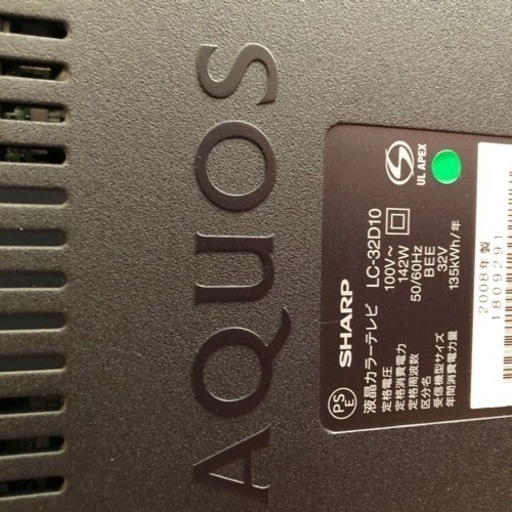 AQUOS
PS E
SHARP
液晶カラーテレビ LC-32D10
定格電圧 100V～
定格消費電力 142W
定格周波数 50/60Hz
区分名 BEE
受信機型サイズ 32V
年間消費電力量 135kWh/年
S
UL APEX
2008年製
1809291